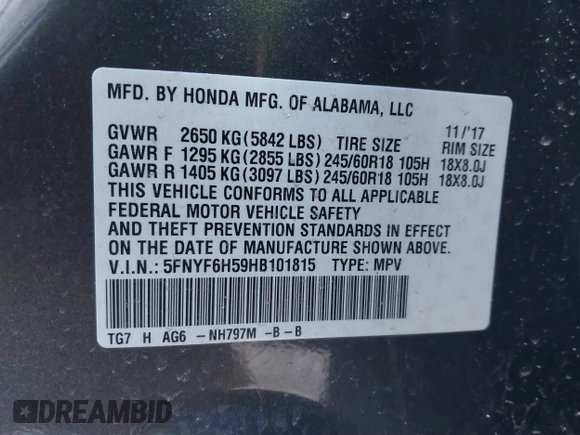 MFD. BY HONDA MFG. OF ALABAMA, LLC
11/'17
GVWR 2650 KG(5842 LBS) TIRE SIZE RIM SIZE
GAWR F 1295 KG(2855 LBS)245/60R18 105H 18X8.0J
GAWR R 1405 KG(3097 LBS)245/60R18 105H 18X8.0J
THIS VEHICLE CONFORMS TO ALL APPLICABLE
FEDERAL MOTOR VEHICLE SAFETY
AND THEFT PREVENTION STANDARDS IN EFFECT
ON THE DATE OF MANUFACTURE SHOWN ABOVE.
V.I.N.: 5FNYF6H59HB101815 TYPE: MPV
TG7 H AG6 -NH797M -B-B
DREAMBID